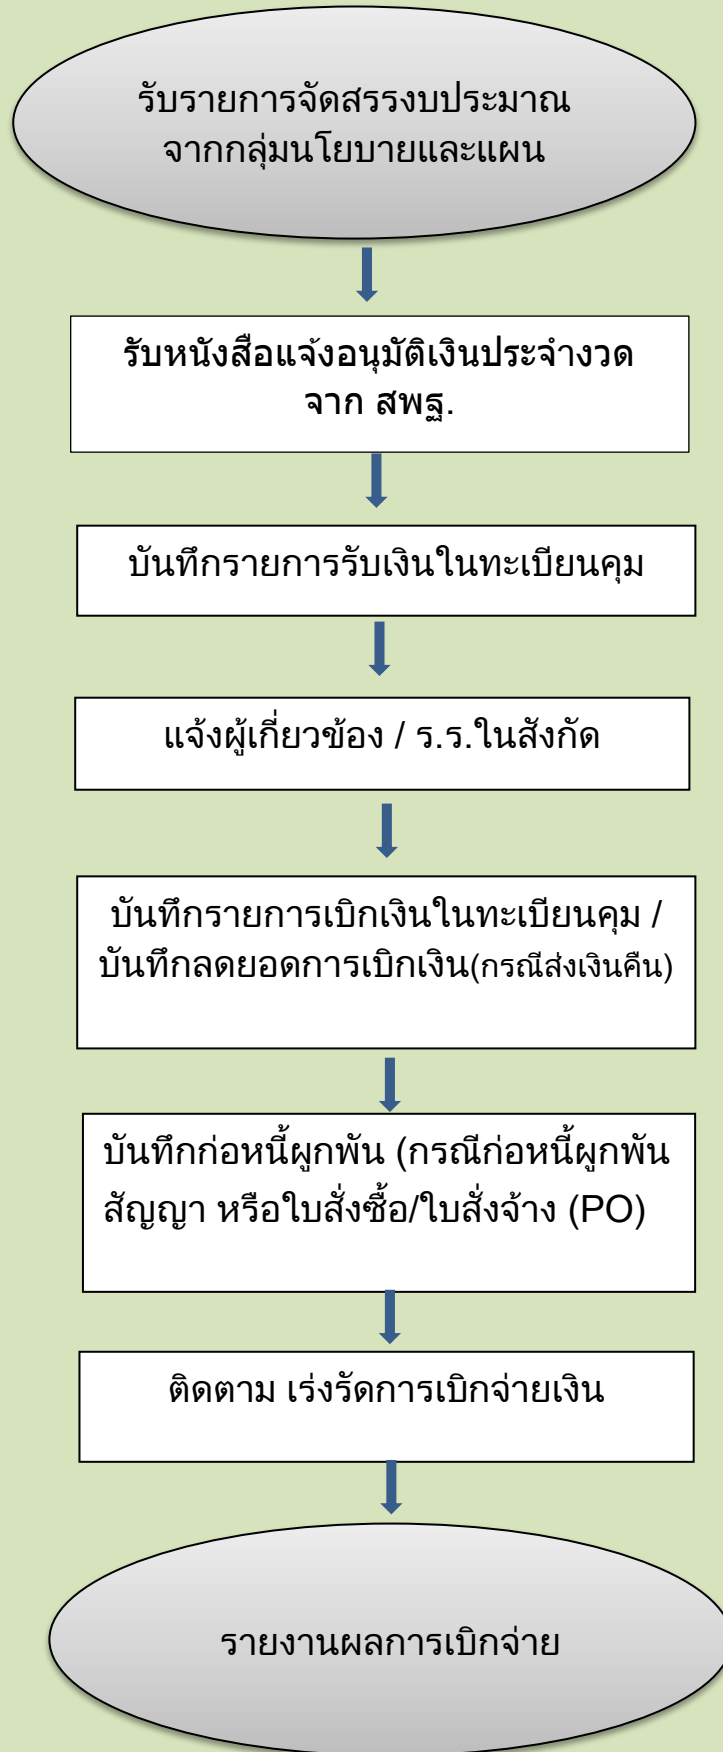 รับรายการจัดสรรงบประมาณ
จากกลุ่มนโยบายและแผน
รับหนังสือแจ้งอนุมัติเงินประจำงวด
จาก สพฐ.
บันทึกรายการรับเงินในทะเบียนคุม
แจ้งผู้เกี่ยวข้อง / ร.ร.ในสังกัด
บันทึกรายการเบิกเงินในทะเบียนคุม /
บันทึกลดยอดการเบิกเงิน(กรณีส่งเงินคืน)
บันทึกก่อหนี้ผูกพัน (กรณีก่อหนี้ผูกพัน
สัญญา หรือใบสั่งซื้อ/ใบสั่งจ้าง (PO)
ติดตาม เร่งรัดการเบิกจ่ายเงิน
รายงานผลการเบิกจ่าย